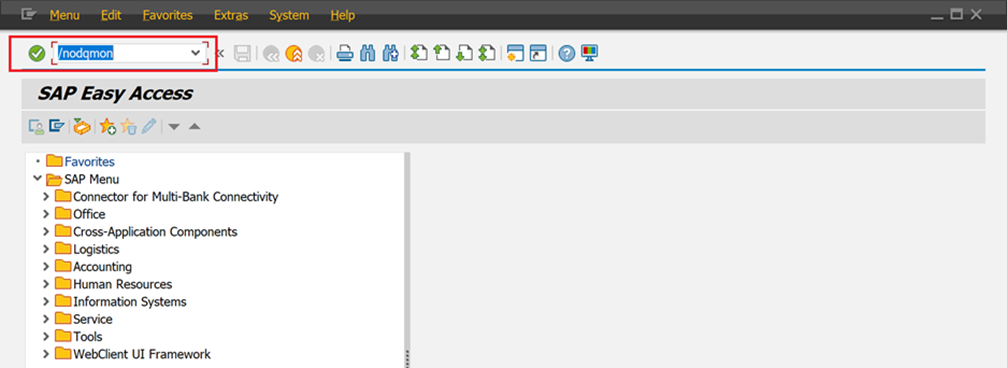 Menu Edit Favorites Extras System Help
/nodqmon
SAP Easy Access
Favorites
SAP Menu
Connector for Multi-Bank Connectivity
Office
Cross-Application Components
Logistics
Accounting
Human Resources
Information Systems
Service
Tools
WebClient UI Framework